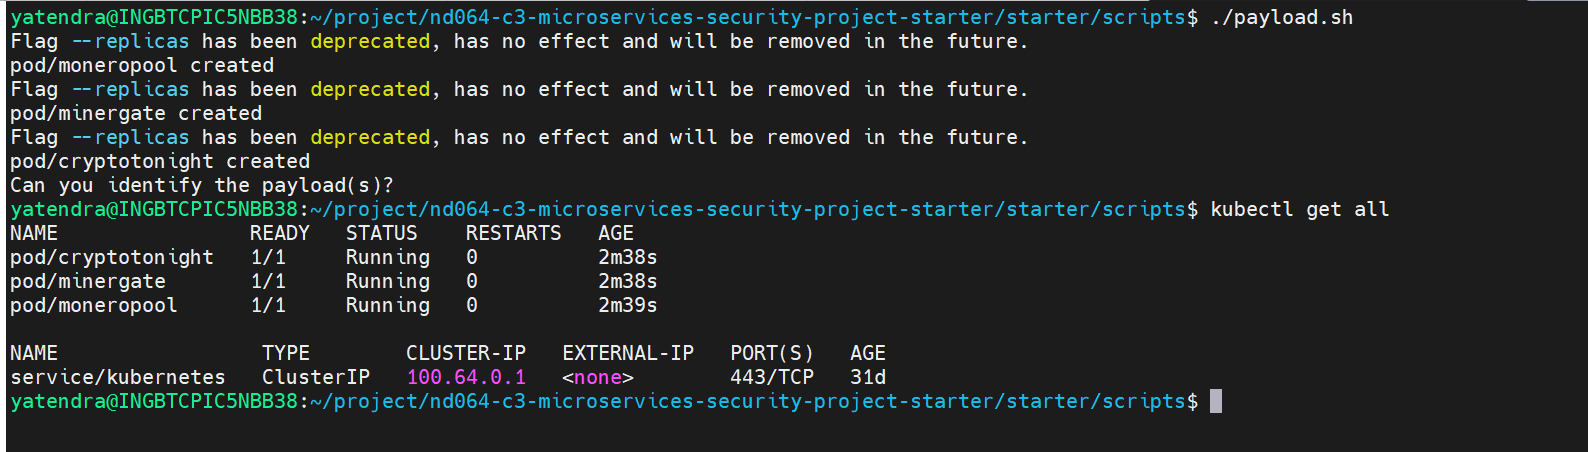 yatendra@INGBTCPIC5NBB38:~/project/nd064-c3-microservices-security-project-starter/starter/scripts$ ./payload.sh
Flag --replicas has been deprecated, has no effect and will be removed in the future.
pod/moneropool created
Flag --replicas has been deprecated, has no effect and will be removed in the future.
pod/minergate created
Flag --replicas has been deprecated, has no effect and will be removed in the future.
pod/cryptotonight created
Can you identify the payload(s)?
yatendra@INGBTCPIC5NBB38:~/project/nd064-c3-microservices-security-project-starter/starter/scripts$ kubectl get all
NAME                READY   STATUS    RESTARTS   AGE
pod/cryptotonight   1/1     Running   0          2m38s
pod/minergate       1/1     Running   0          2m38s
pod/moneropool      1/1     Running   0          2m39s
NAME                 TYPE        CLUSTER-IP   EXTERNAL-IP   PORT(S)   AGE
service/kubernetes   ClusterIP   100.64.0.1   <none>        443/TCP   31d
yatendra@INGBTCPIC5NBB38:~/project/nd064-c3-microservices-security-project-starter/starter/scripts$